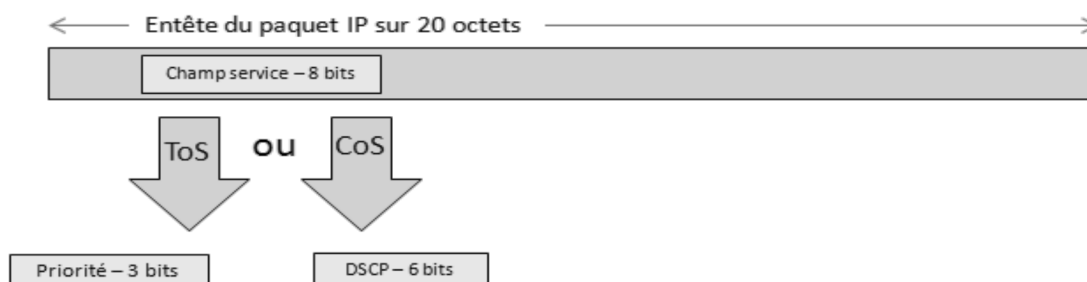 Entête du paquet IP sur 20 octets
Champ service – 8 bits
ToS ou CoS
Priorité – 3 bits
DSCP – 6 bits